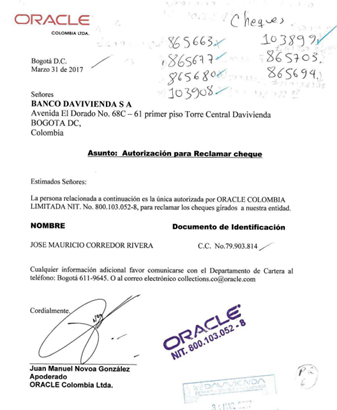 ORACLE
COLOMBIA LTDA.
Cheques
865663
103899
865677
865703
865680
865694
103908
Bogotá D.C.
Marzo 31 de 2017
Señores
BANCO DAVIVIENDA S A
Avenida El Dorado No. 68C – 61 primer piso Torre Central Davivienda
BOGOTA DC,
Colombia
Asunto: Autorización para Reclamar cheque
Estimados Señores:
La persona relacionada a continuación es la única autorizada por ORACLE COLOMBIA
LIMITADA NIT. No. 800.103.052-8, para reclamar los cheques girados a nuestra entidad.
NOMBRE Documento de Identificación
JOSE MAURICIO CORREDOR RIVERA C.C. No.79.903.814
Cualquier información adicional favor comunicarse con el Departamento de Cartera al
teléfono: Bogotá 611-9645. O al correo electrónico collections.co@oracle.com
Cordialmente,
ORACLE
NIT. 800.103.052 - 8
Juan Manuel Novoa González
Apoderado
ORACLE Colombia Ltda.
DAVIVIENDA